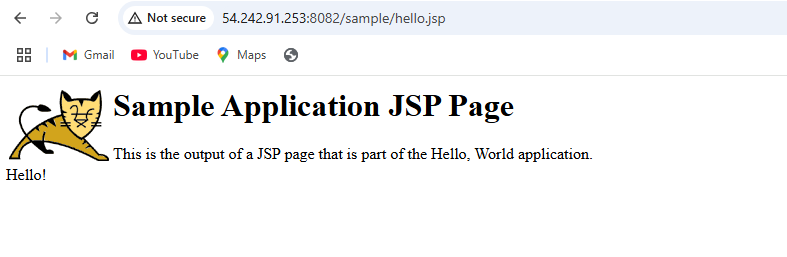 Not secure 54.242.91.253:8082/sample/hello.jsp
Gmail YouTube Maps
Sample Application JSP Page
This is the output of a JSP page that is part of the Hello, World application.
Hello!